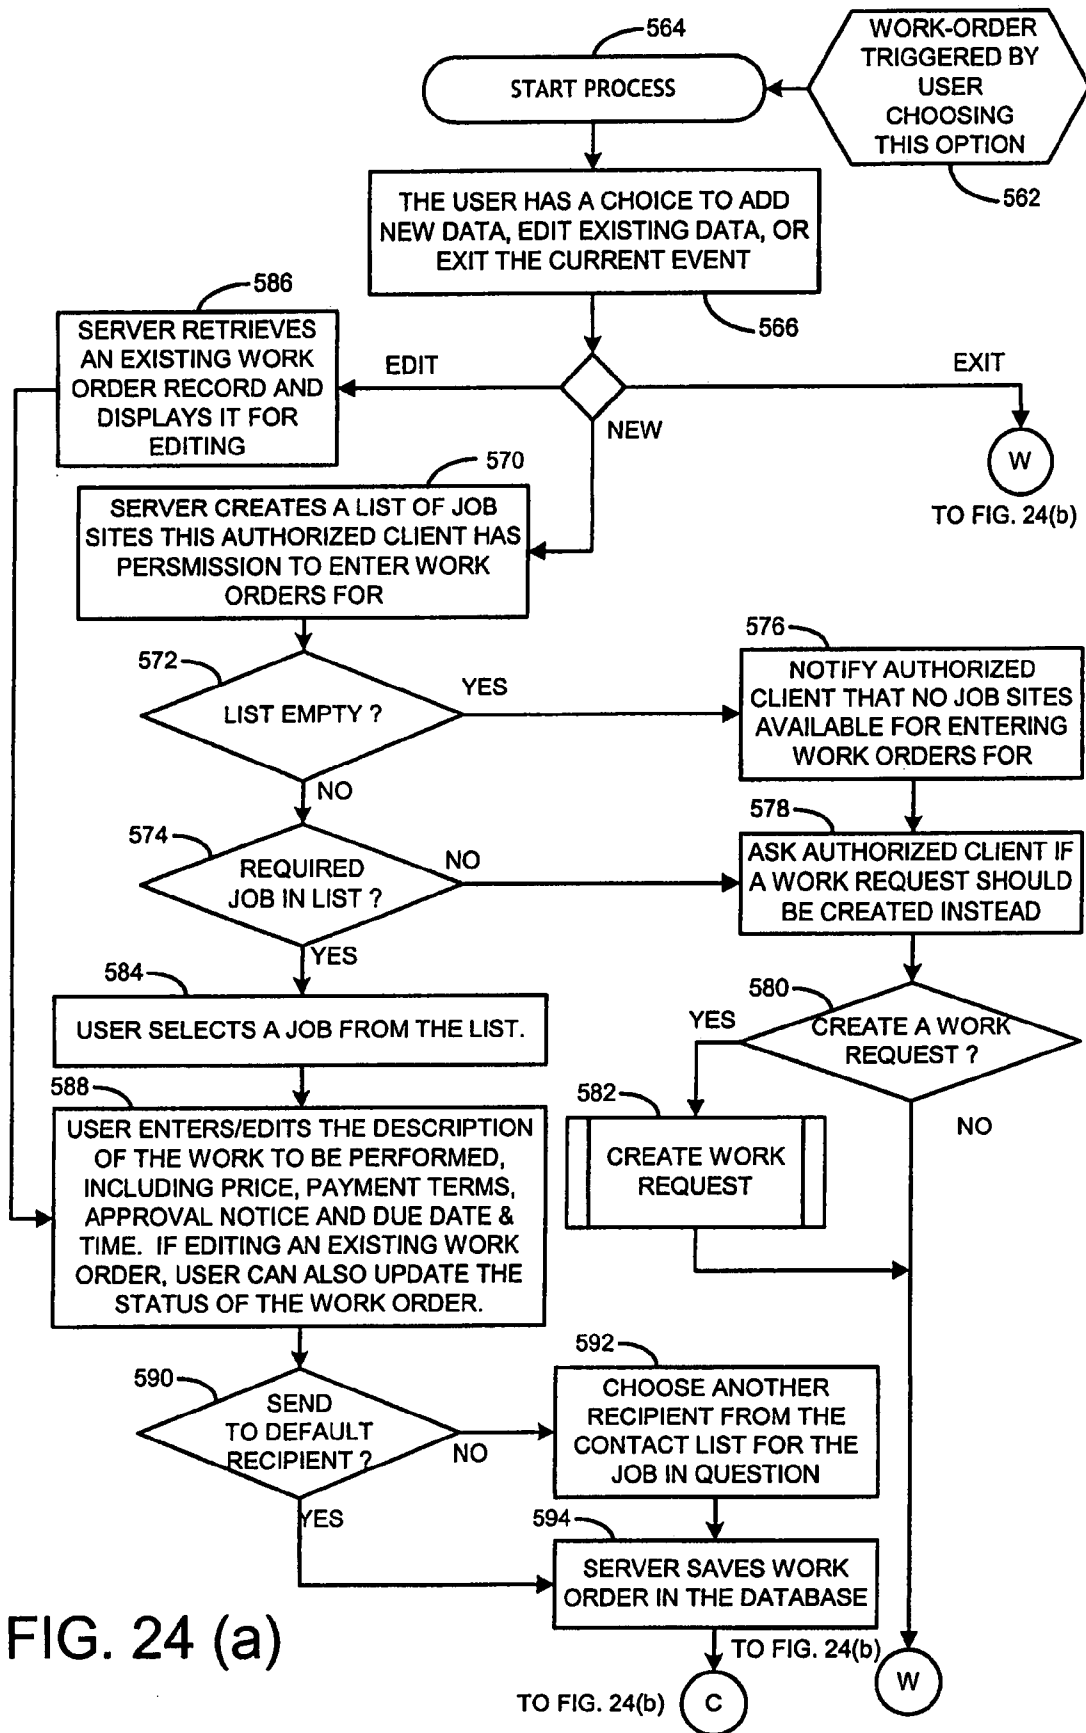 564
WORK-ORDER
TRIGGERED BY
USER
CHOOSING
THIS OPTION
START PROCESS
562
THE USER HAS A CHOICE TO ADD
NEW DATA, EDIT EXISTING DATA, OR
EXIT THE CURRENT EVENT
586
566
SERVER RETRIEVES
AN EXISTING WORK
ORDER RECORD AND
DISPLAYS IT FOR
EDITING
EDIT
EXIT
NEW
W
TO FIG. 24(b)
570
SERVER CREATES A LIST OF JOB
SITES THIS AUTHORIZED CLIENT HAS
PERSMISSION TO ENTER WORK
ORDERS FOR
572
LIST EMPTY ?
YES
NO
576
NOTIFY AUTHORIZED
CLIENT THAT NO JOB SITES
AVAILABLE FOR ENTERING
WORK ORDERS FOR
574
REQUIRED
JOB IN LIST ?
NO
YES
578
ASK AUTHORIZED CLIENT IF
A WORK REQUEST SHOULD
BE CREATED INSTEAD
584
USER SELECTS A JOB FROM THE LIST.
580
YES
CREATE A WORK
REQUEST ?
NO
588
USER ENTERS/EDITS THE DESCRIPTION
OF THE WORK TO BE PERFORMED,
INCLUDING PRICE, PAYMENT TERMS,
APPROVAL NOTICE AND DUE DATE &
TIME. IF EDITING AN EXISTING WORK
ORDER, USER CAN ALSO UPDATE THE
STATUS OF THE WORK ORDER.
582
CREATE WORK
REQUEST
590
SEND
TO DEFAULT
RECIPIENT ?
NO
YES
592
CHOOSE ANOTHER
RECIPIENT FROM THE
CONTACT LIST FOR THE
JOB IN QUESTION
594
SERVER SAVES WORK
ORDER IN THE DATABASE
FIG. 24 (a)
TO FIG. 24(b)
W
TO FIG. 24(b)
C